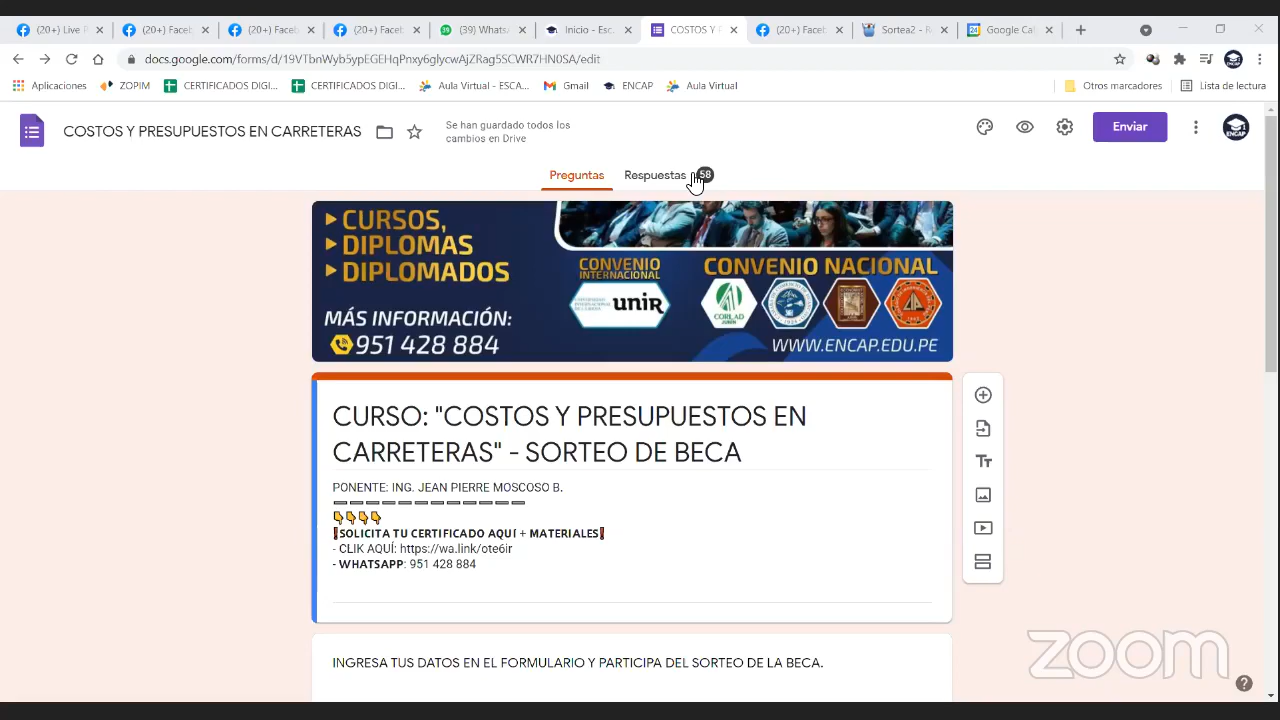 (20+) Live P
(20+) Faceb
(20+) Faceb
(20+) Faceb
(39) WhatsA
Inicio - Esc
COSTOS Y P
(20+) Faceb
Sortea2 - R
Google Cal
docs.google.com/forms/d/
/edit
Aplicaciones
ZOPIM
CERTIFICADOS DIGI...
CERTIFICADOS DIGI...
Aula Virtual - ESCA...
Gmail
ENCAP
Aula Virtual
Otros marcadores
Lista de lectura
COSTOS Y PRESUPUESTOS EN CARRETERAS
Se han guardado todos los
cambios en Drive
Enviar
Preguntas
Respuestas
58
CURSOS,
DIPLOMAS
DIPLOMADOS
MÁS INFORMACIÓN:
951 428 884
CONVENIO
INTERNACIONAL
unir
CONVENIO NACIONAL
CORLAD
JUNÍN
WWW.ENCAP.EDU.PE
CURSO: "COSTOS Y PRESUPUESTOS EN
CARRETERAS" - SORTEO DE BECA
PONENTE: ING. JEAN PIERRE MOSCOSO B.
❗SOLICITA TU CERTIFICADO AQUÍ + MATERIALES❗
- CLIK AQUÍ: https://wa.link/ote6ir
- WHATSAPP: 951 428 884
INGRESA TUS DATOS EN EL FORMULARIO Y PARTICIPA DEL SORTEO DE LA BECA.
zoom